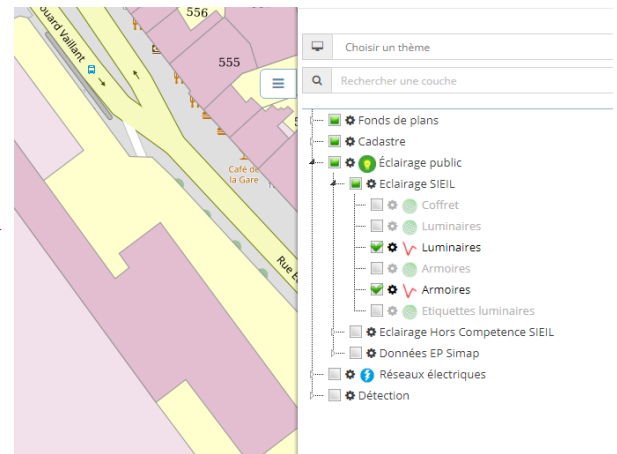 556
ouard Vaillant
555
Café de
la Gare
Rue E
Choisir un thème
Rechercher une couche
Fonds de plans
Cadastre
Éclairage public
Eclairage SIEIL
Coffret
Luminaires
Luminaires
Armoires
Armoires
Etiquettes luminaires
Eclairage Hors Competence SIEIL
Données EP Simap
Réseaux électriques
Détection